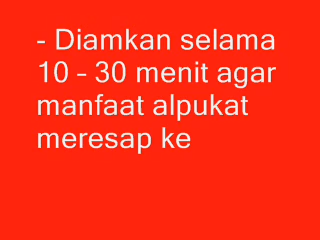 - Diamkan selama
10 – 30 menit agar
manfaat alpukat
meresap ke